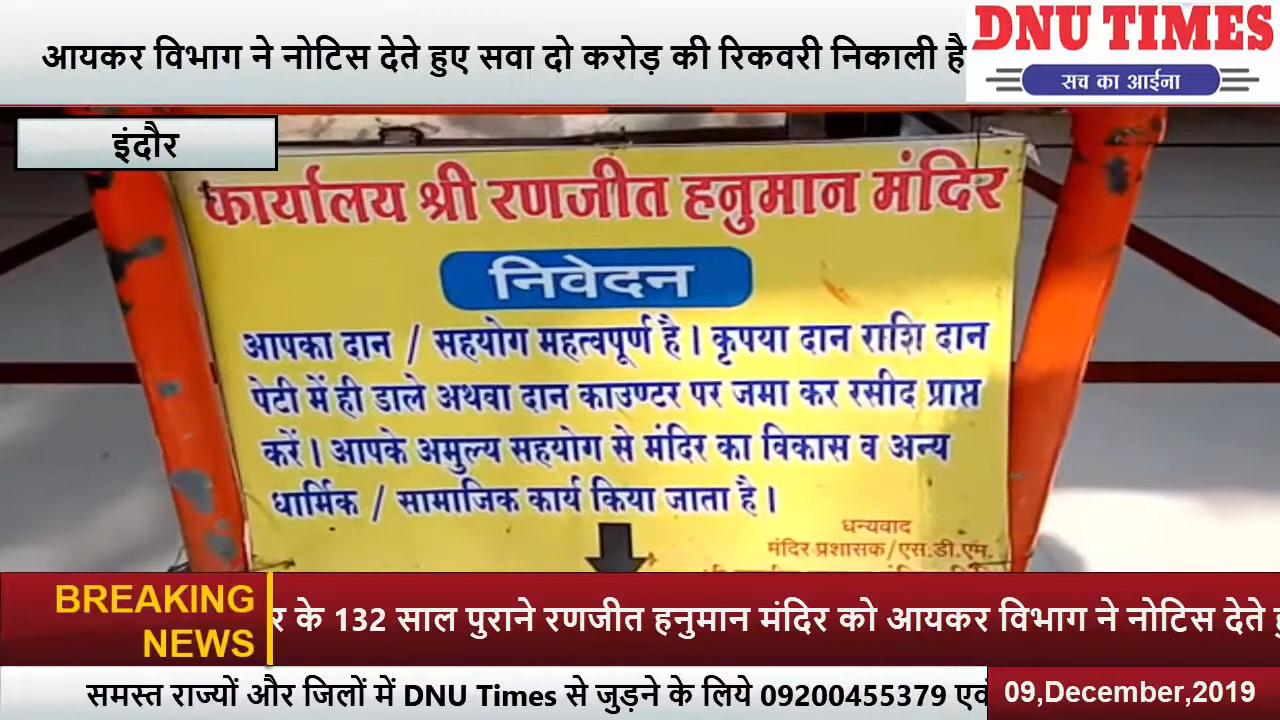 आयकर विभाग ने नोटिस देते हुए सवा दो करोड़ की रिकवरी निकाली है
DNU TIMES
सच का आईना
इंदौर
कार्यालय श्री रणजीत हनुमान मंदिर
निवेदन
आपका दान / सहयोग महत्वपूर्ण है । कृपया दान राशि दान
पेटी में ही डाले अथवा दान काउण्टर पर जमा कर रसीद प्राप्त
करें । आपके अमुल्य सहयोग से मंदिर का विकास व अन्य
धार्मिक / सामाजिक कार्य किया जाता है ।
धन्यवाद
मंदिर प्रशासक/एस.डी.एम.
BREAKING
NEWS
र के 132 साल पुराने रणजीत हनुमान मंदिर को आयकर विभाग ने नोटिस देते
समस्त राज्यों और जिलों में DNU Times से जुड़ने के लिये 09200455379 एवं
09,December,2019